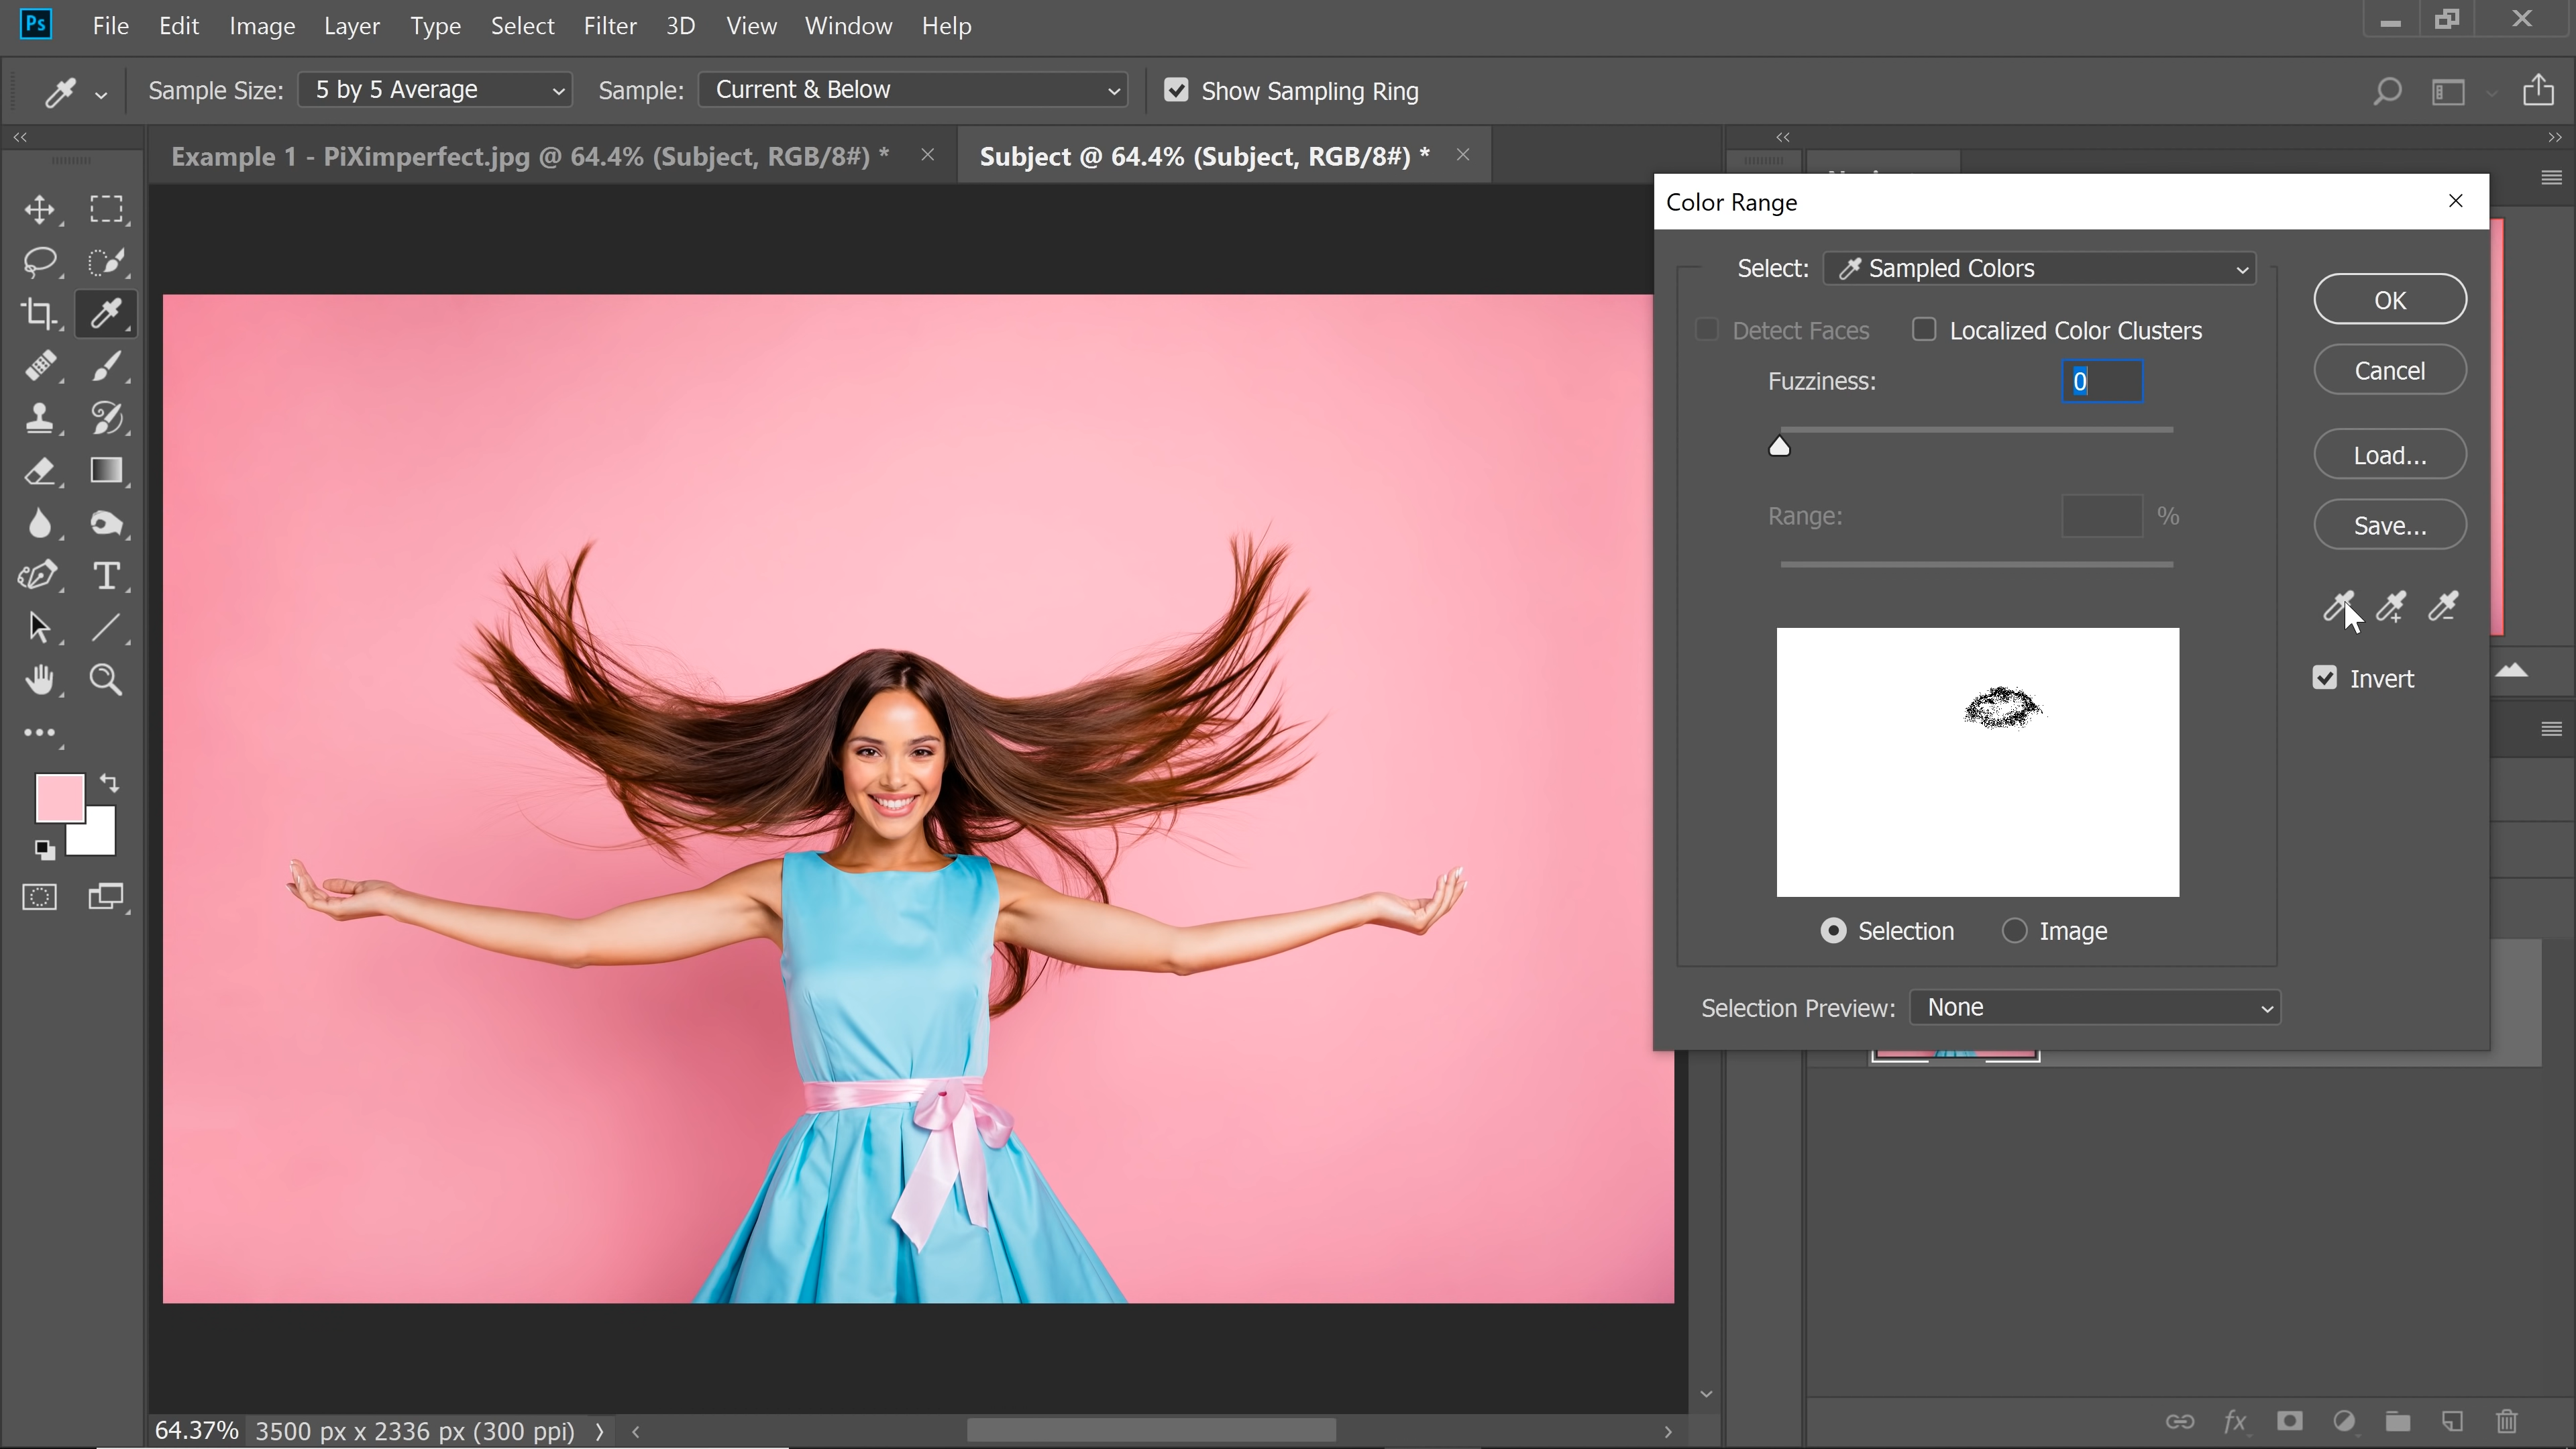 Ps File Edit Image Layer Type Select Filter 3D View Window Help
Sample Size: 5 by 5 Average Sample: Current & Below Show Sampling Ring
Example 1 - PiXimperfect.jpg @ 64.4% (Subject, RGB/8#) * Subject @ 64.4% (Subject, RGB/8#) *
Color Range
Select: Sampled Colors
Detect Faces Localized Color Clusters
Fuzziness: 0
Range: %
OK
Cancel
Load...
Save...
Invert
Selection Image
Selection Preview: None
T
64.37% 3500 px x 2336 px (300 ppi)
fx